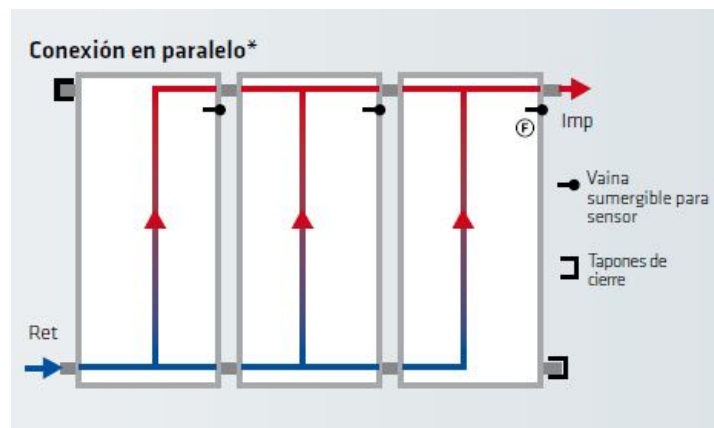 Conexión en paralelo*
Imp
F
Vaina
sumergible para
sensor
Tapones de
cierre
Ret